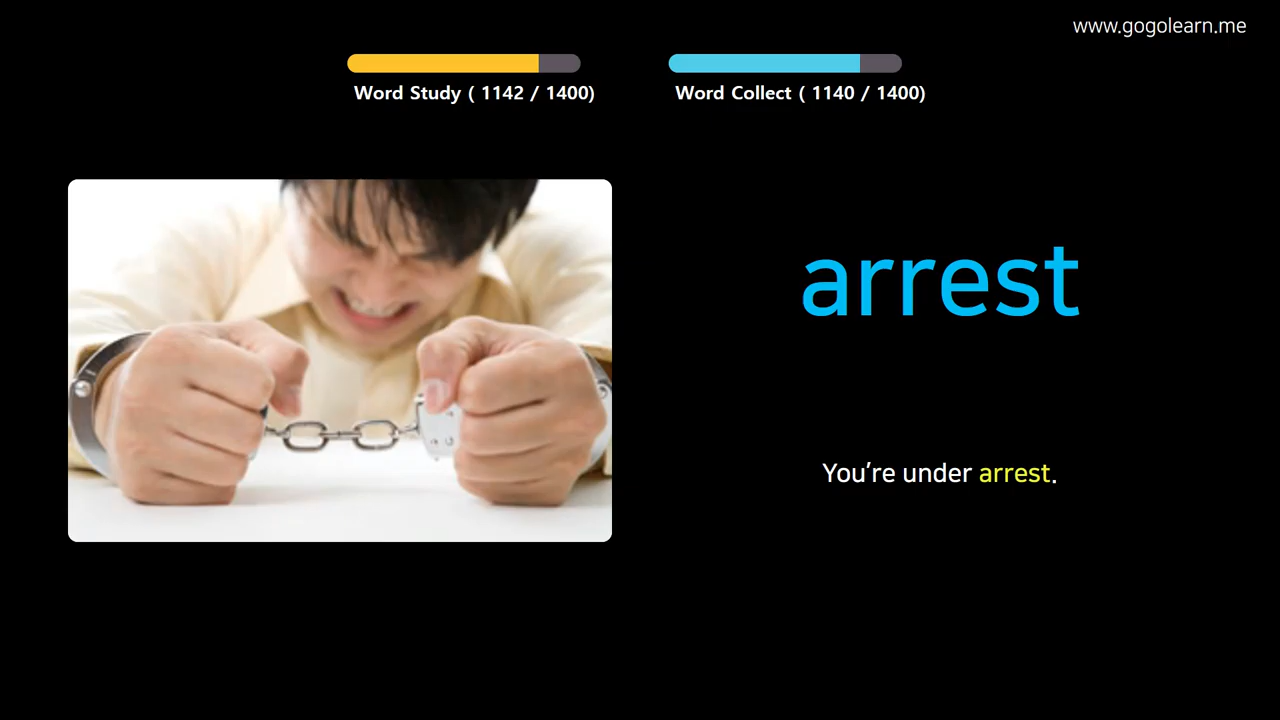 www.gogolearn.me
Word Study ( 1142 / 1400)
Word Collect ( 1140 / 1400)
arrest
You're under arrest.